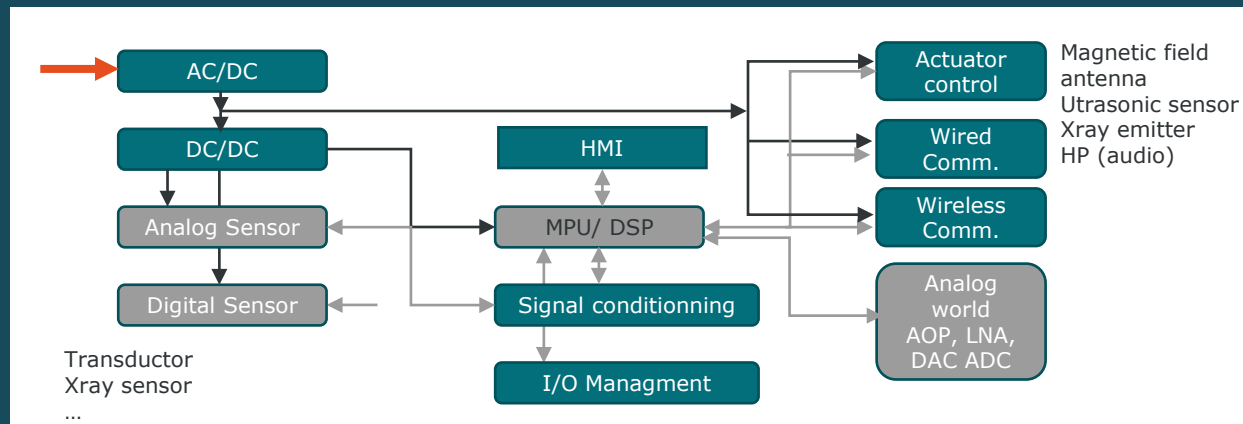 AC/DC
DC/DC
Analog Sensor
Digital Sensor
Transductor
Xray sensor
...
HMI
MPU/ DSP
Signal conditionning
I/O Managment
Actuator
control
Wired
Comm.
Wireless
Comm.
Analog
world
AOP, LNA,
DAC ADC
Magnetic field
antenna
Utrasonic sensor
Xray emitter
HP (audio)